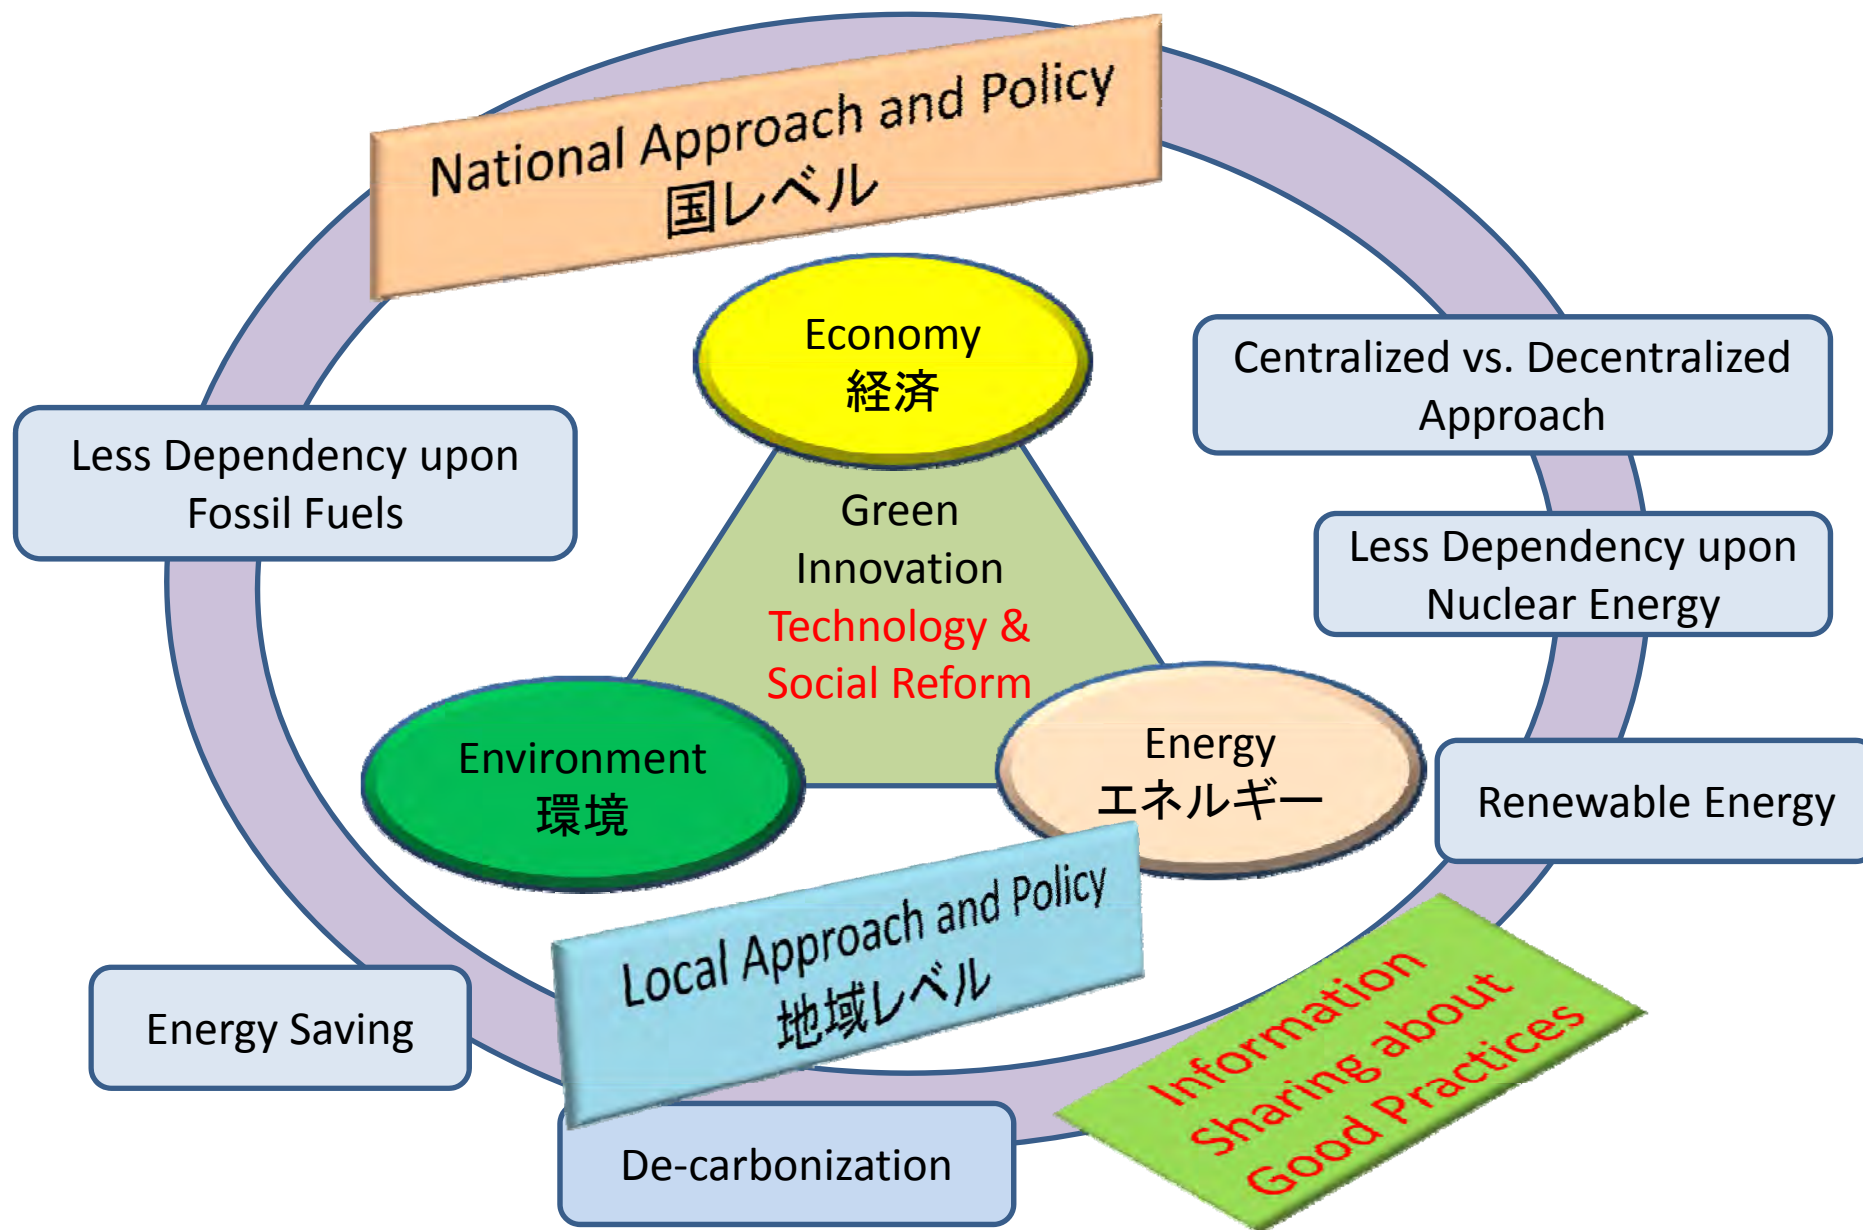 National Approach and Policy
国レベル
Economy
経済
Centralized vs. Decentralized
Approach
Less Dependency upon
Fossil Fuels
Green
Innovation
Technology &
Social Reform
Less Dependency upon
Nuclear Energy
Environment
環境
Energy
エネルギー
Renewable Energy
Local Approach and Policy
地域レベル
Energy Saving
Information
Sharing about
Good Practices
De-carbonization